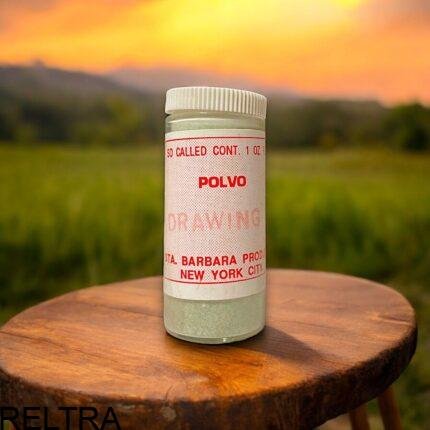 SO CALLED CONT. 1 OZ
POLVO
DRAWING
STA. BARBARA PROD
NEW YORK CITY
RELTRA